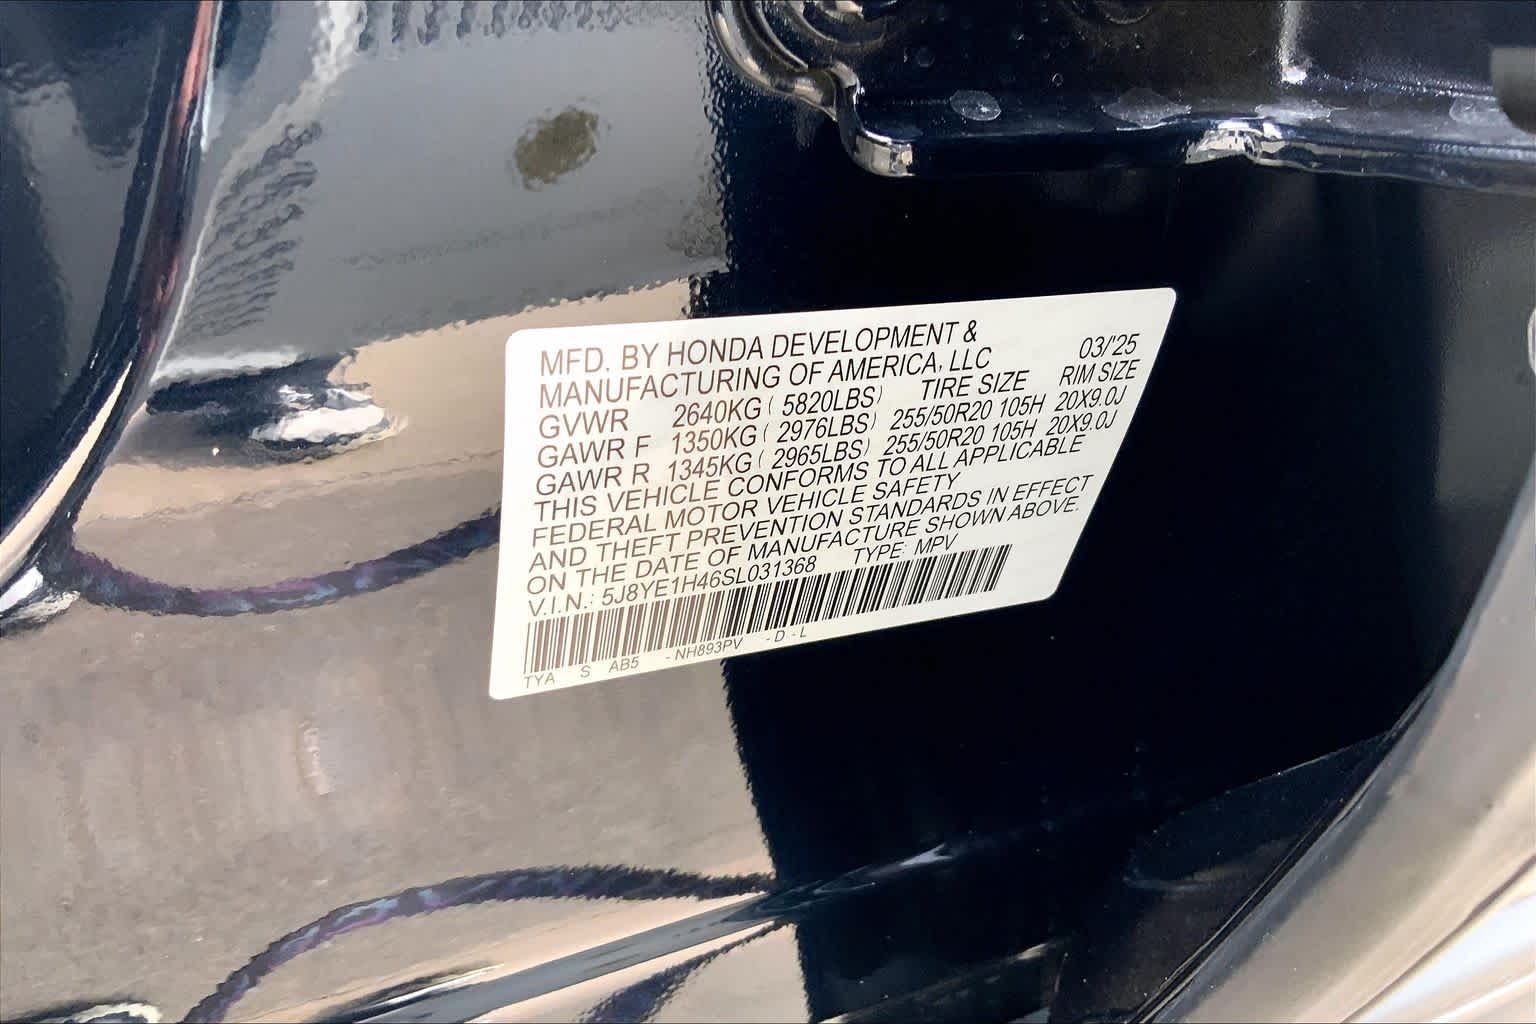 MFD. BY HONDA DEVELOPMENT &
MANUFACTURING OF AMERICA, LLC 03/'25
GVWR 2640KG ( 5820LBS) TIRE SIZE RIM SIZE
GAWR F 1350KG ( 2976LBS) 255/50R20 105H 20X9.0J
GAWR R 1345KG ( 2965LBS) 255/50R20 105H 20X9.0J
THIS VEHICLE CONFORMS TO ALL APPLICABLE
FEDERAL MOTOR VEHICLE SAFETY
AND THEFT PREVENTION STANDARDS IN EFFECT
ON THE DATE OF MANUFACTURE SHOWN ABOVE.
V.I.N.: 5J8YE1H46SL031368 TYPE: MPV
TYA S AB5 -NH893PV -D-L